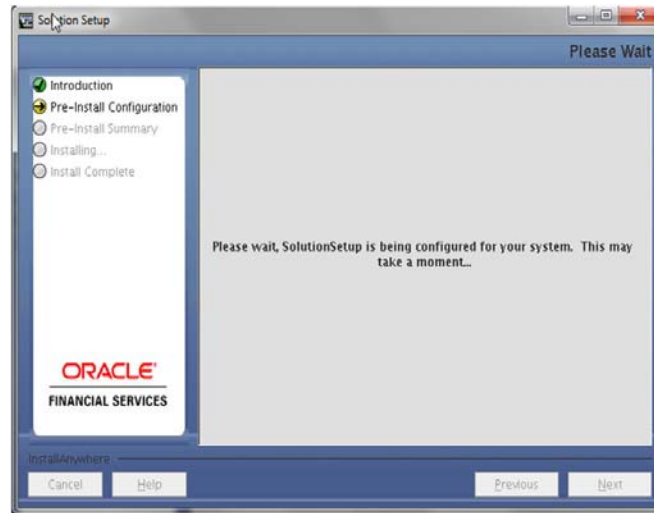 Solution Setup
Please Wait
Introduction
Pre-Install Configuration
Pre-Install Summary
Installing...
Install Complete
Please wait, SolutionSetup is being configured for your system. This may
take a moment...
ORACLE®
FINANCIAL SERVICES
InstallAnywhere
Cancel
Help
Previous
Next